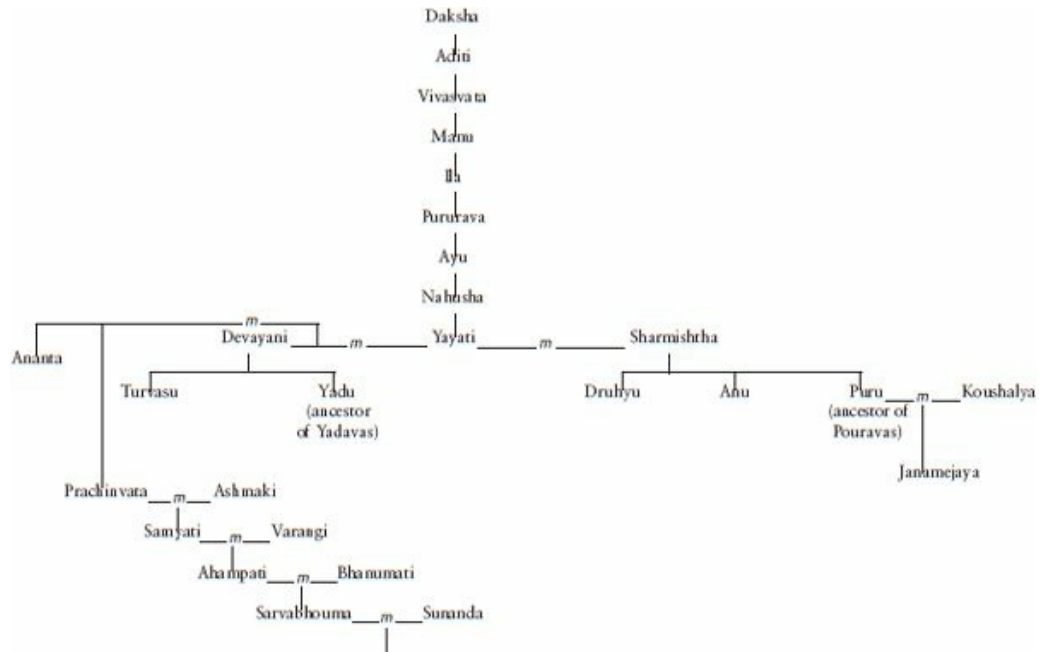 Daksha
Aditi
Vivasvata
Manu
Ila
Pururava
Ayu
Nahusha
m
Devayani m Yayati m Sharmishtha
Ananta
Turvasu Yadu Druhyu Anu Puru m Koushalya
(ancestor (ancestor of
of Yadavas) Pouravas)
Janamejaya
Prachinvata m Ashmaki
Samyati m Varangi
Ahampati m Bhanumati
Sarvabhouma m Sunanda